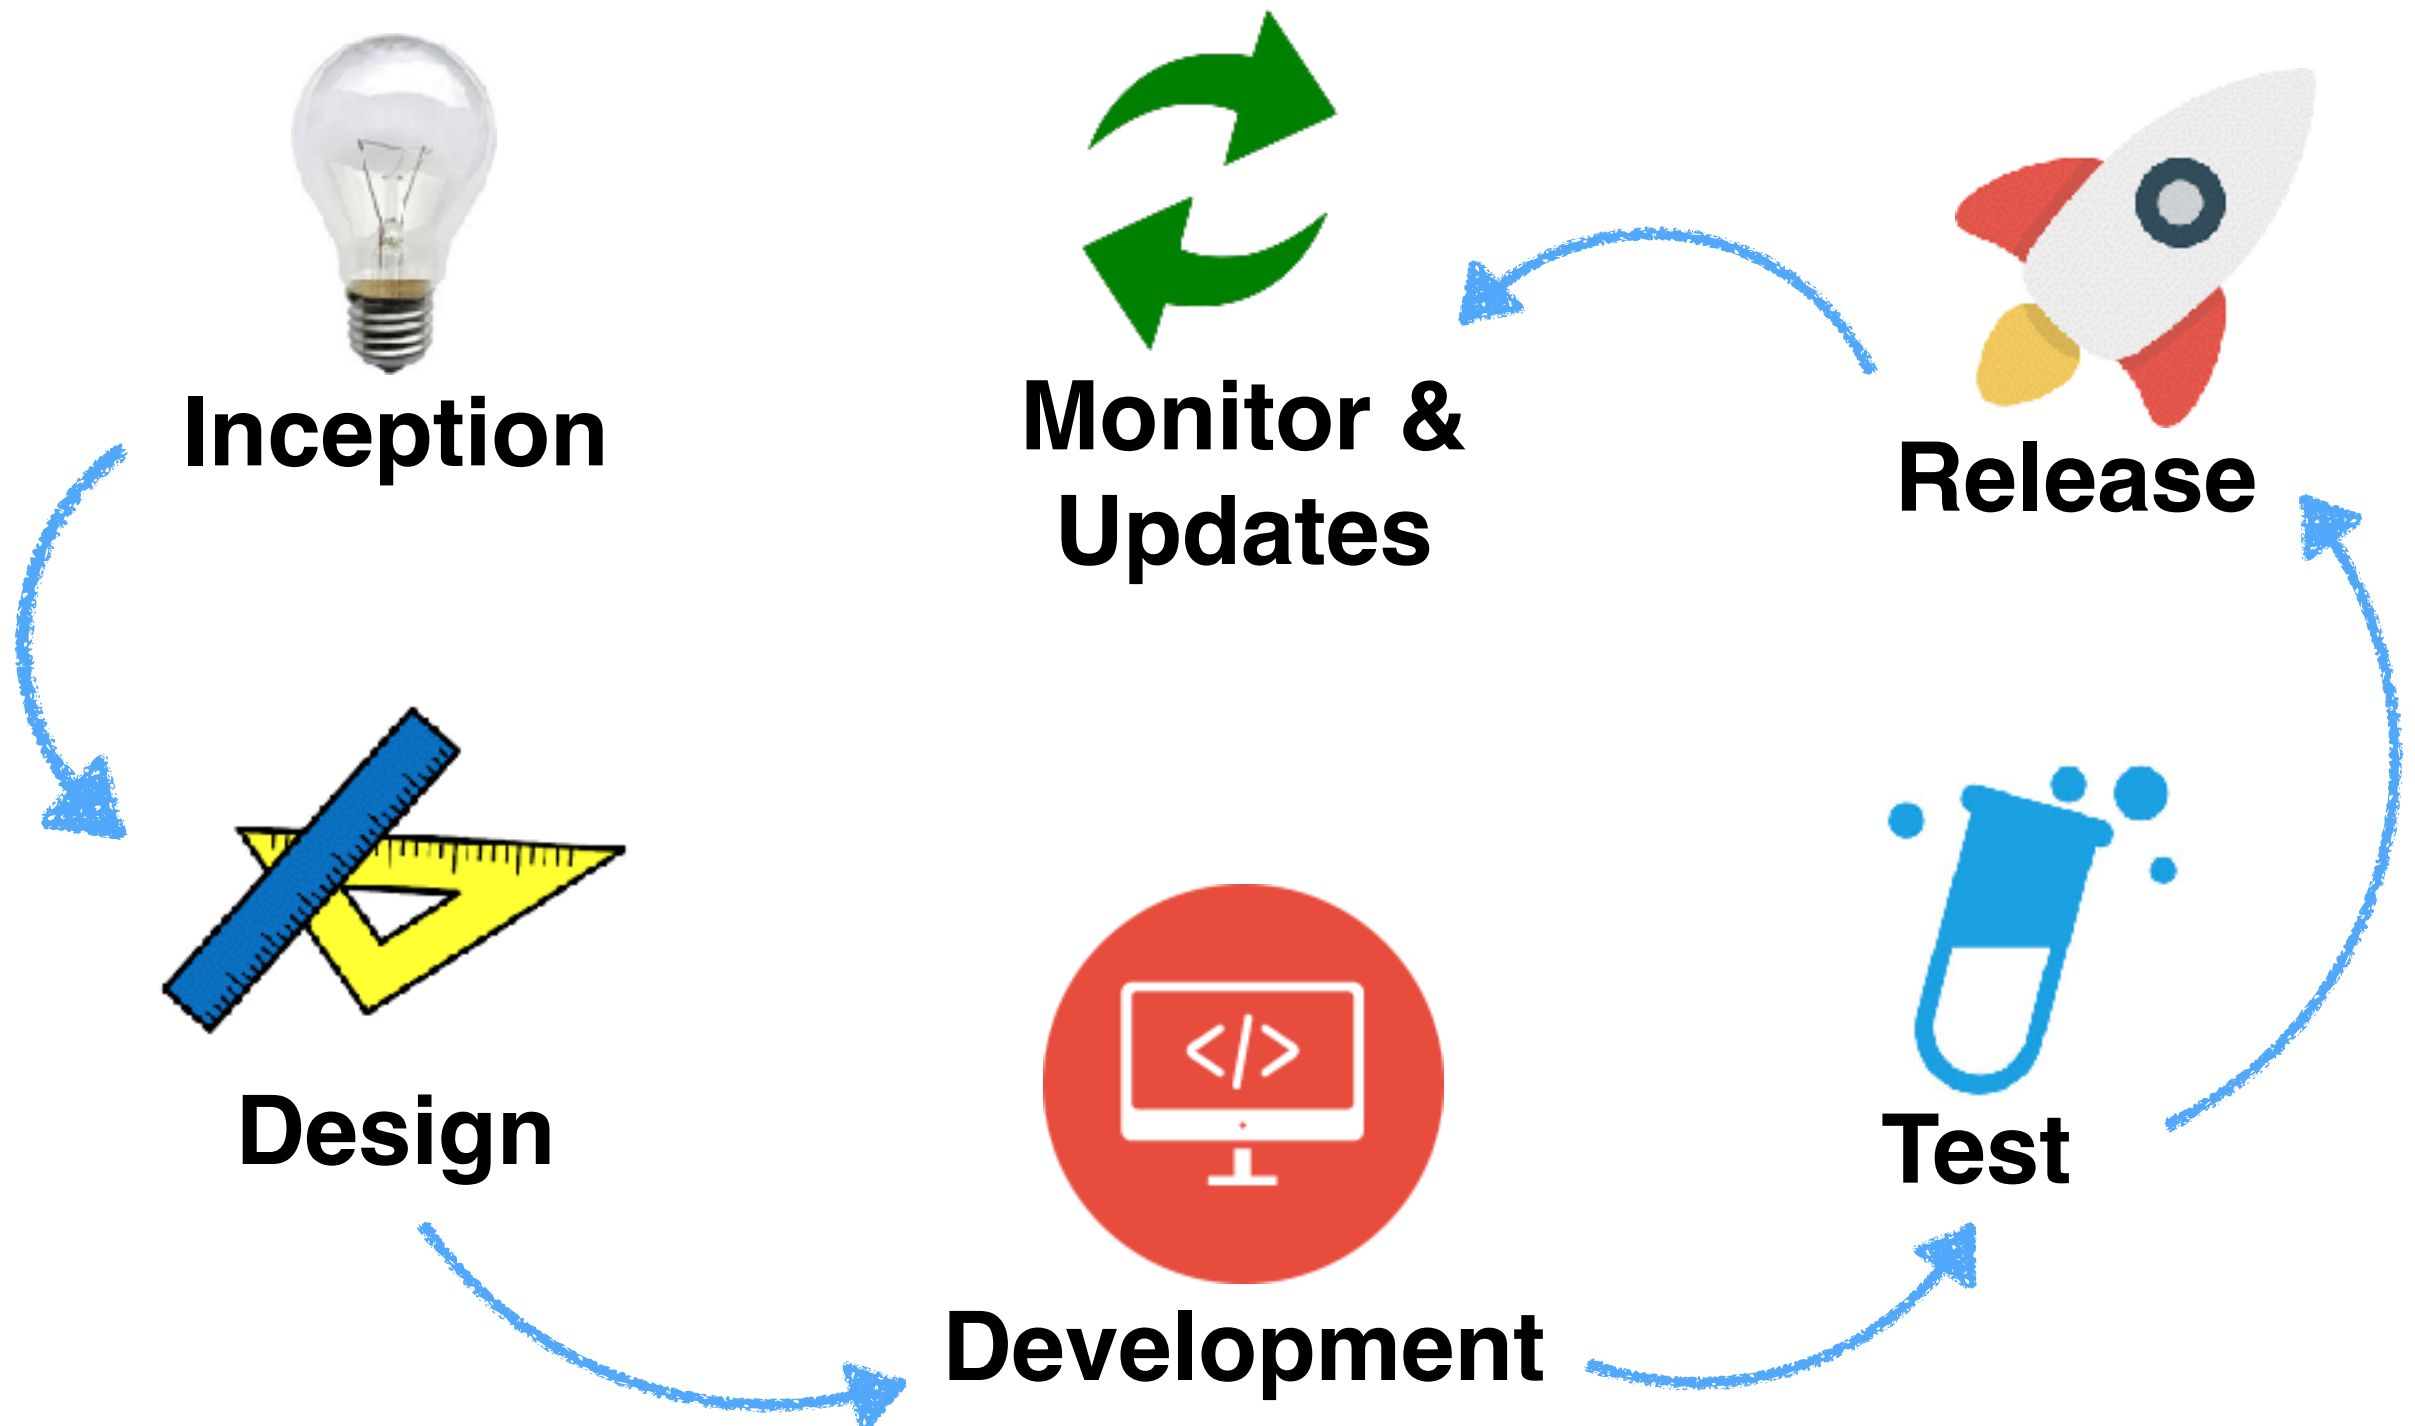 Inception
Monitor &
Updates
Release
Design
</>
Development
Test